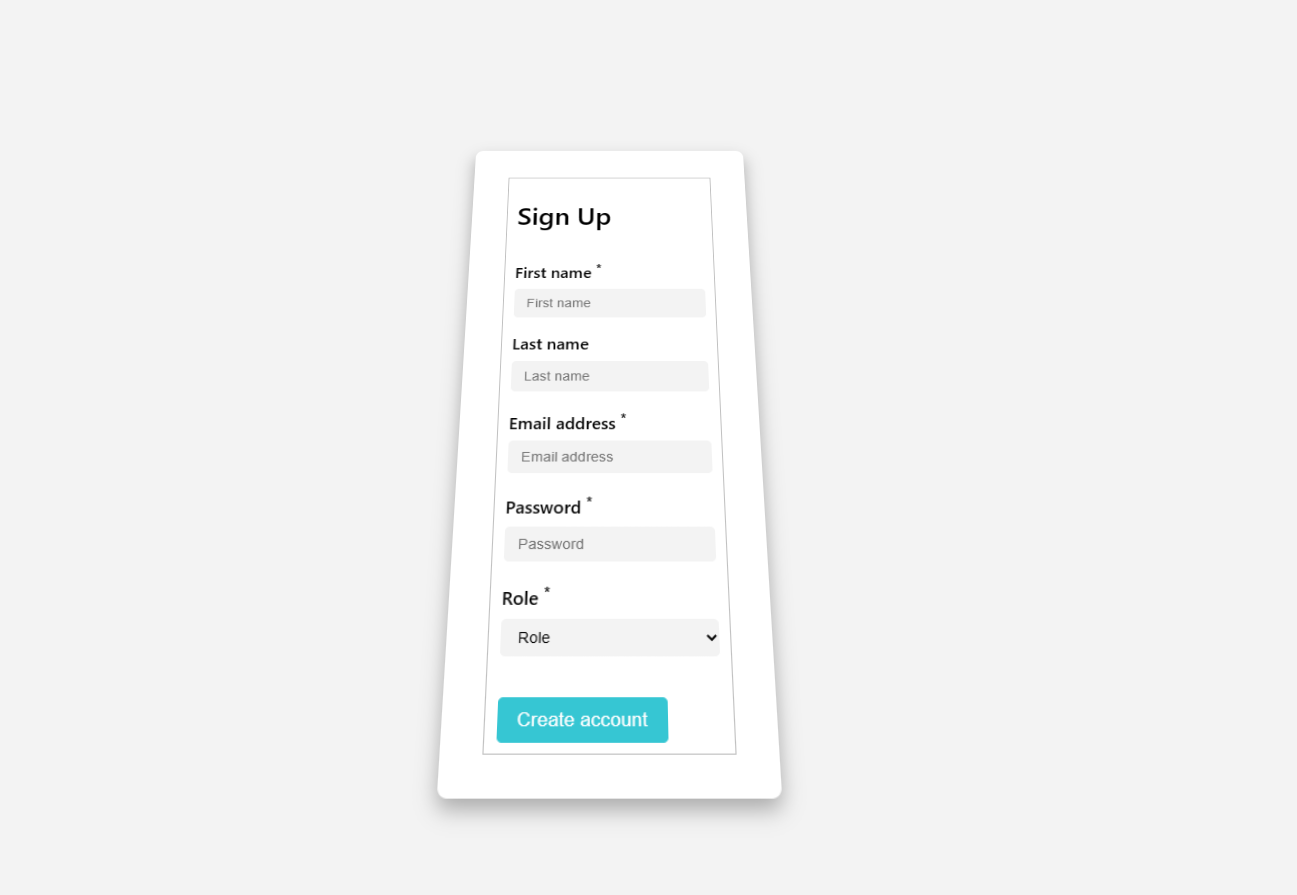 Sign Up
First name *
First name
Last name
Last name
Email address *
Email address
Password *
Password
Role *
Role
Create account